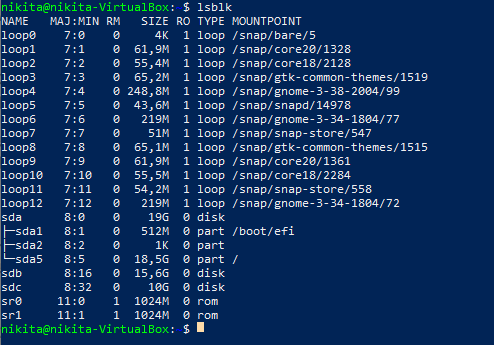 nikita@nikita-VirtualBox:~$ lsblk
NAME   MAJ:MIN RM   SIZE RO TYPE MOUNTPOINT
loop0    7:0    0     4K  1 loop /snap/bare/5
loop1    7:1    0  61,9M  1 loop /snap/core20/1328
loop2    7:2    0  55,4M  1 loop /snap/core18/2128
loop3    7:3    0  65,2M  1 loop /snap/gtk-common-themes/1519
loop4    7:4    0 248,8M  1 loop /snap/gnome-3-38-2004/99
loop5    7:5    0  43,6M  1 loop /snap/snapd/14978
loop6    7:6    0   219M  1 loop /snap/gnome-3-34-1804/77
loop7    7:7    0    51M  1 loop /snap/snap-store/547
loop8    7:8    0  65,1M  1 loop /snap/gtk-common-themes/1515
loop9    7:9    0  61,9M  1 loop /snap/core20/1361
loop10   7:10   0  55,5M  1 loop /snap/core18/2284
loop11   7:11   0  54,2M  1 loop /snap/snap-store/558
loop12   7:12   0   219M  1 loop /snap/gnome-3-34-1804/72
sda      8:0    0    19G  0 disk
├─sda1   8:1    0   512M  0 part /boot/efi
├─sda2   8:2    0     1K  0 part
└─sda5   8:5    0  18,5G  0 part /
sdb      8:16   0  15,6G  0 disk
sdc      8:32   0    10G  0 disk
sr0     11:0    1  1024M  0 rom
sr1     11:1    1  1024M  0 rom
nikita@nikita-VirtualBox:~$